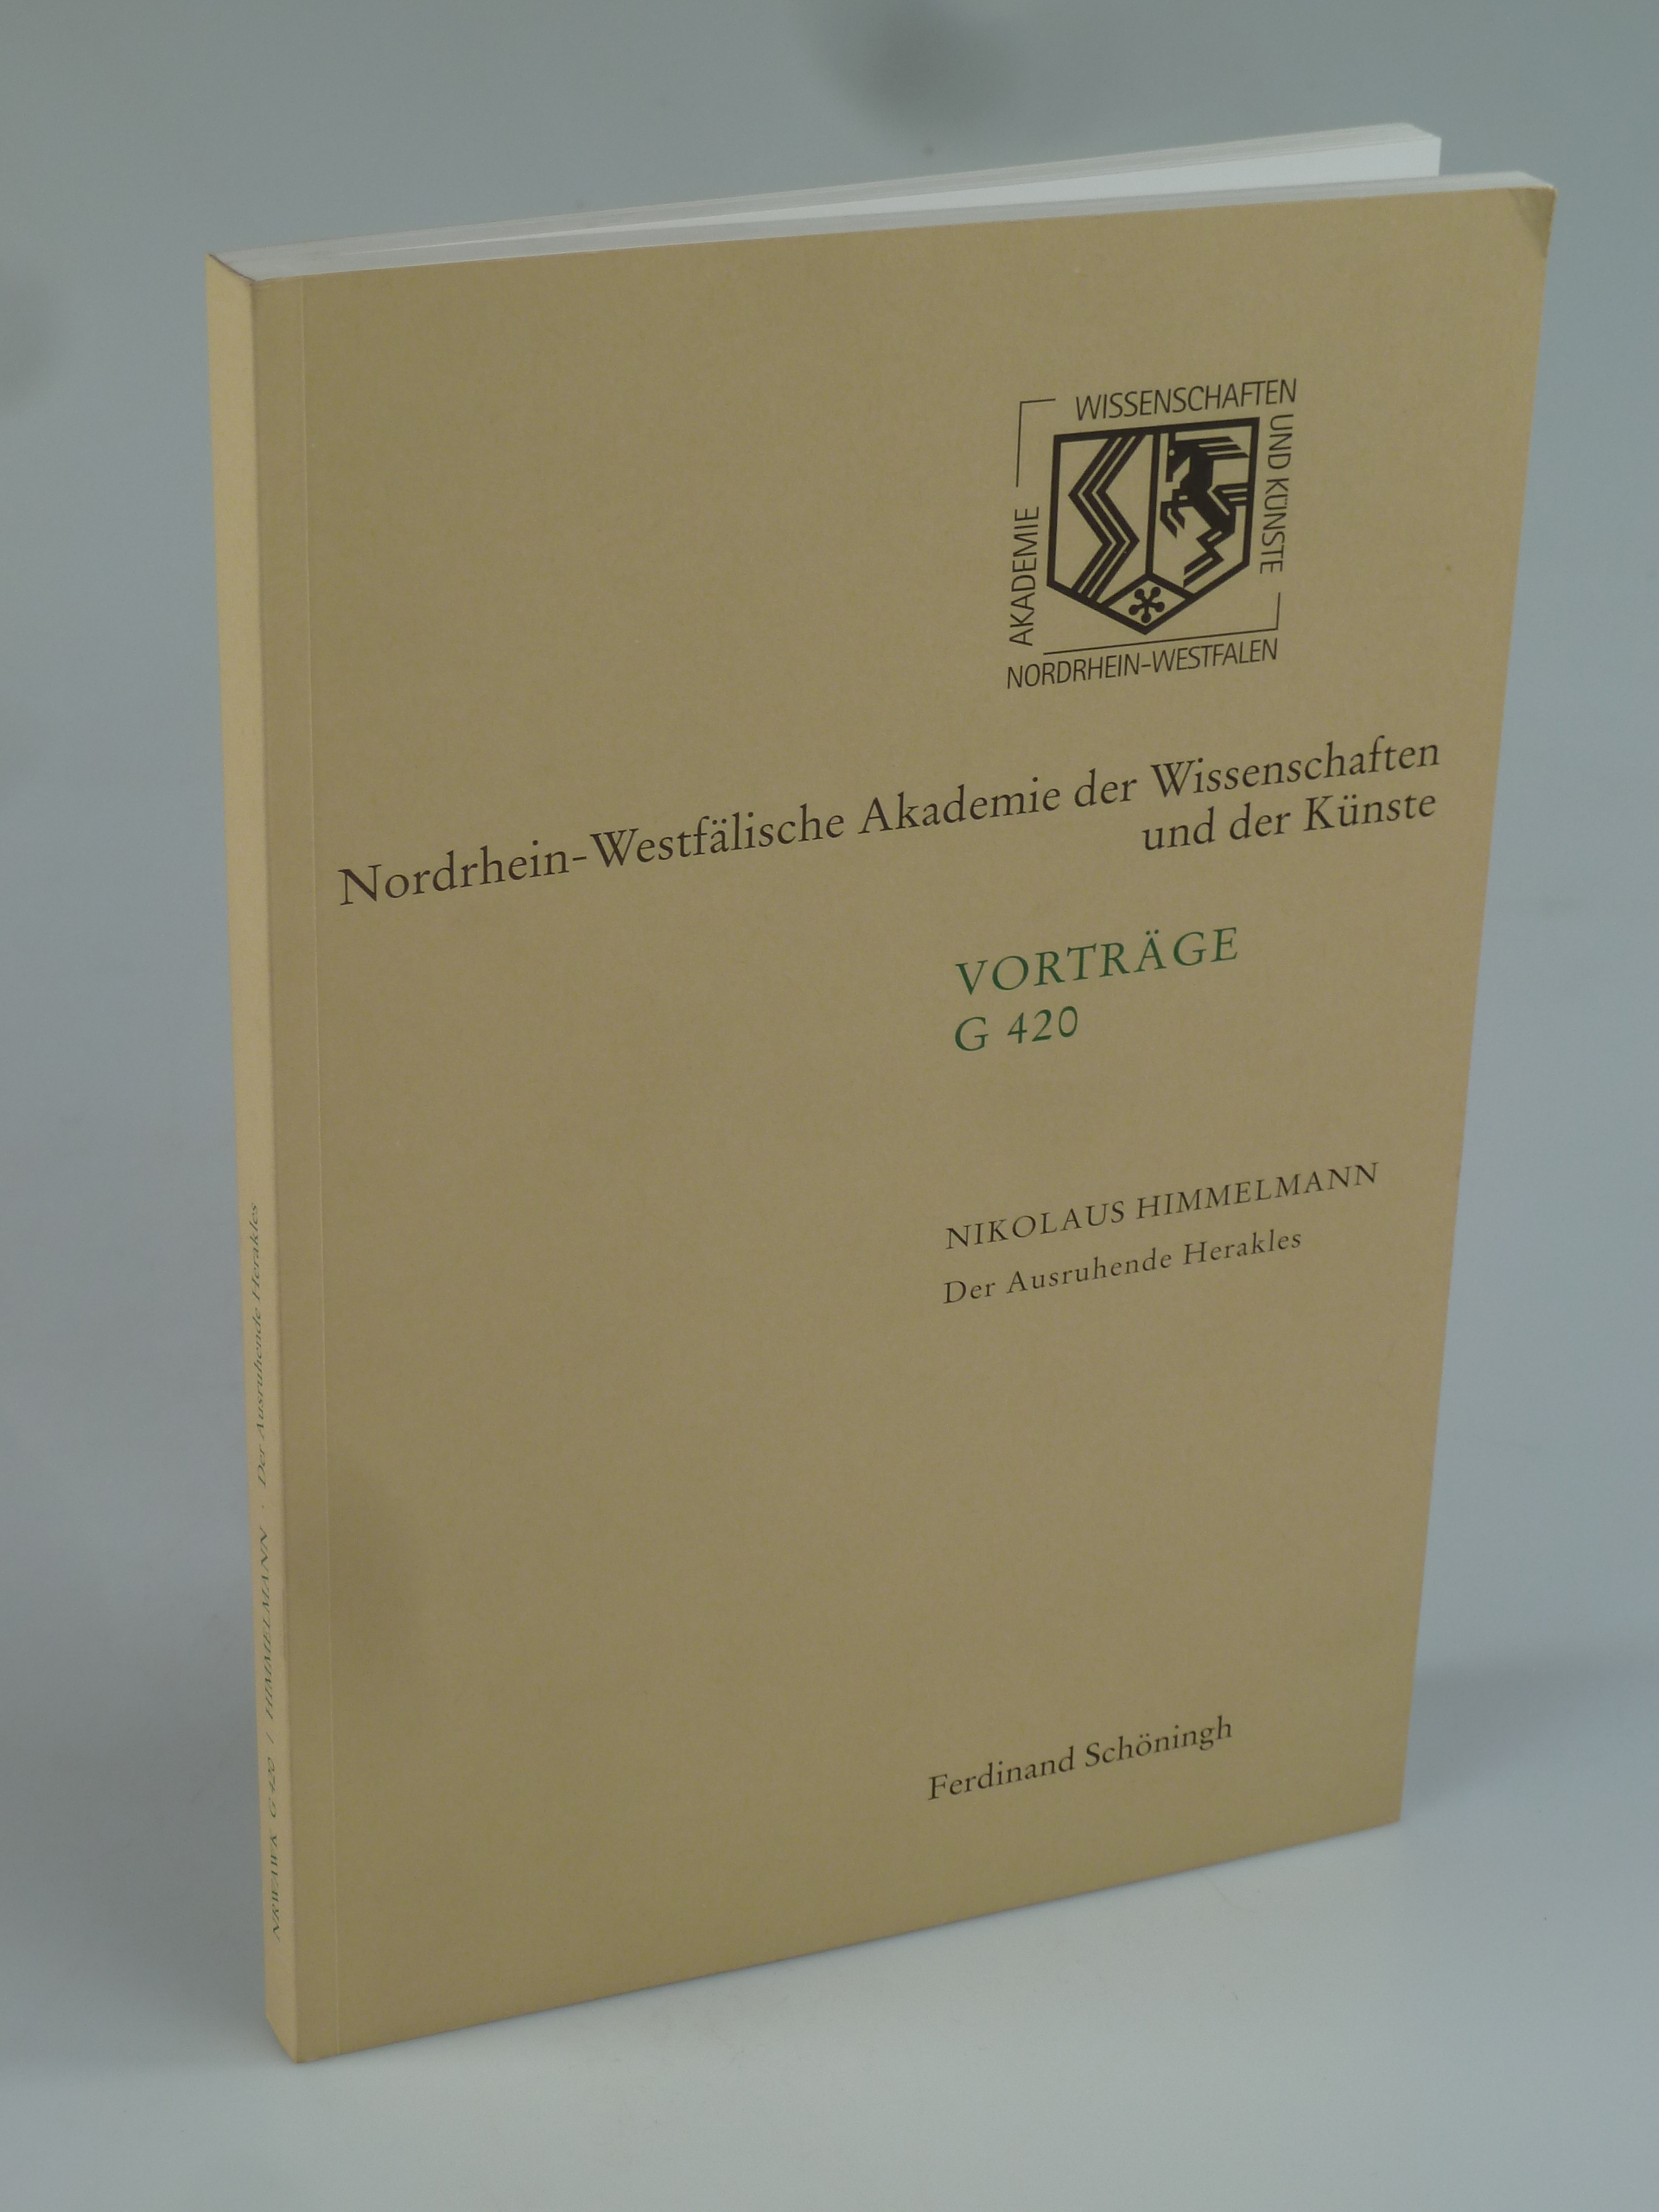 WISSENSCHAFTEN
UND KÜNSTE
AKADEMIE
NORDRHEIN-WESTFALEN
Nordrhein-Westfälische Akademie der Wissenschaften
und der Künste
VORTRÄGE
G 420
NIKOLAUS HIMMELMANN
Der Ausruhende Herakles
Ferdinand Schöningh
G 420 / HIMMELMANN · Der Ausruhende Herakles